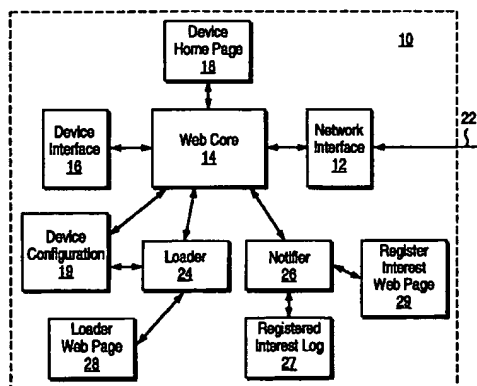 Device
Home Page
18
10
22
Device
Interface
16
Web Core
14
Network
Interface
12
Device
Configuration
19
Loader
24
Notifier
26
Register
Interest Web Page
29
Loader
Web Page
28
Registered
Interest Log
27